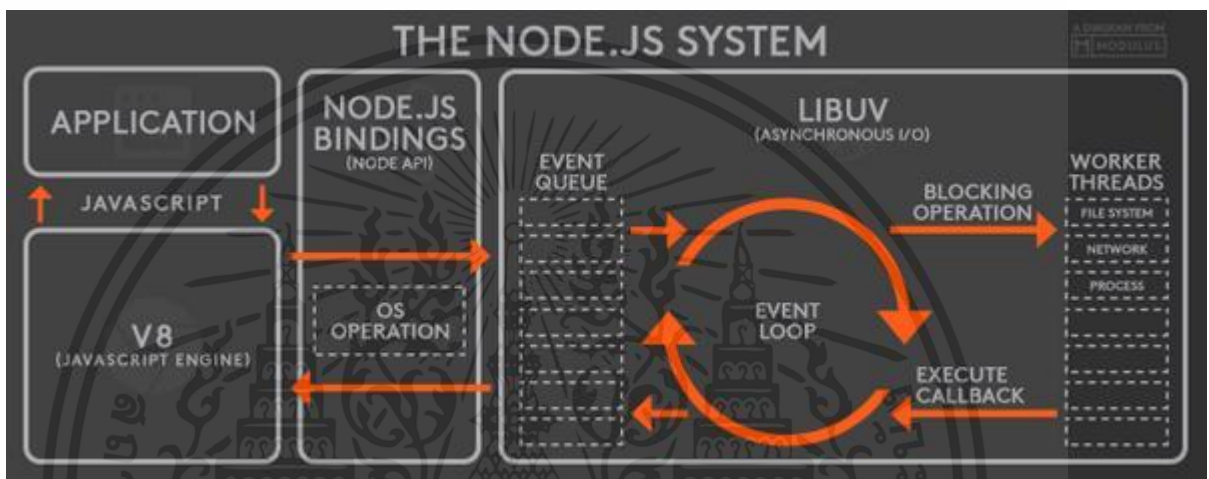 THE NODE.JS SYSTEM
A DIAGRAM FROM
MODULUS
APPLICATION
JAVASCRIPT
V8
(JAVASCRIPT ENGINE)
NODE.JS
BINDINGS
(NODE API)
OS
OPERATION
LIBUV
(ASYNCHRONOUS I/O)
EVENT
QUEUE
EVENT
LOOP
BLOCKING
OPERATION
EXECUTE
CALLBACK
WORKER
THREADS
FILE SYSTEM
NETWORK
PROCESS